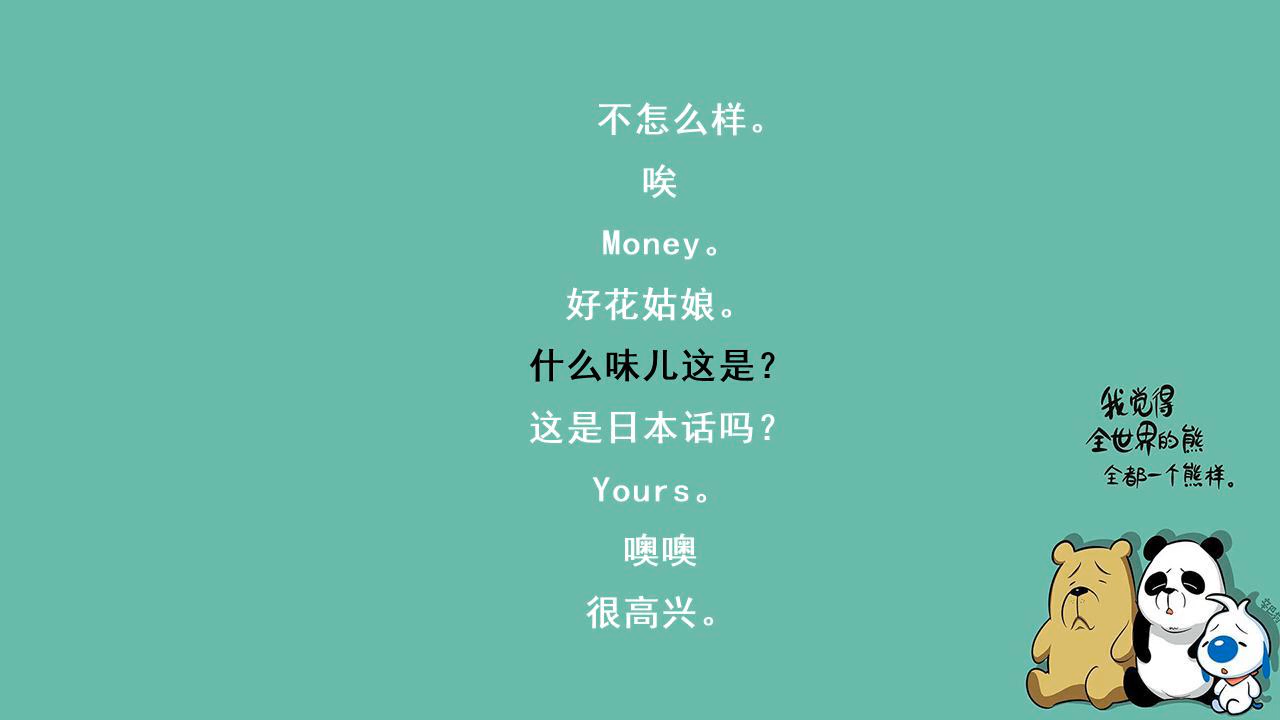 不怎么样。
唉
Money。
好花姑娘。
什么味儿这是？
这是日本话吗？
Yours。
噢噢
很高兴。
我觉得
全世界的熊
全都一个熊样。